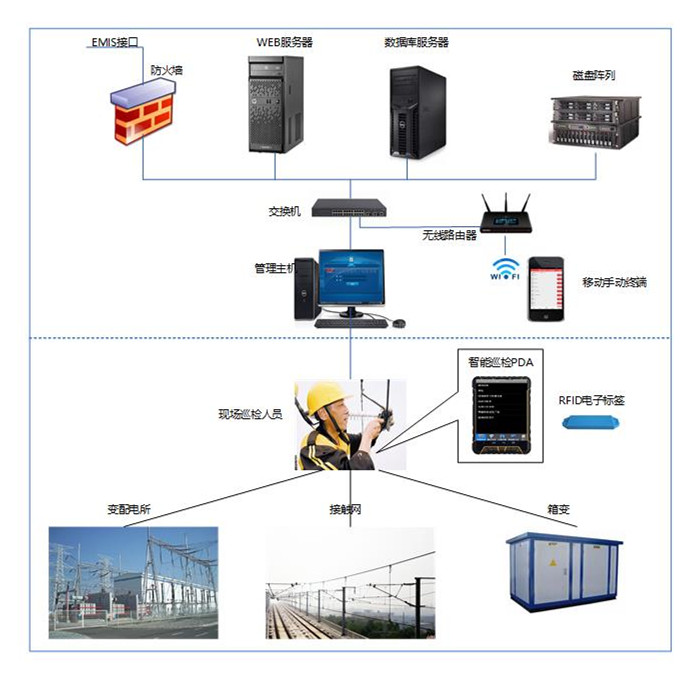 EMIS接口
WEB服务器
数据库服务器
防火墙
磁盘阵列
交换机
无线路由器
管理主机
WI FI
移动手动终端
智能巡检PDA
RFID电子标签
现场巡检人员
变配电所
接触网
箱变